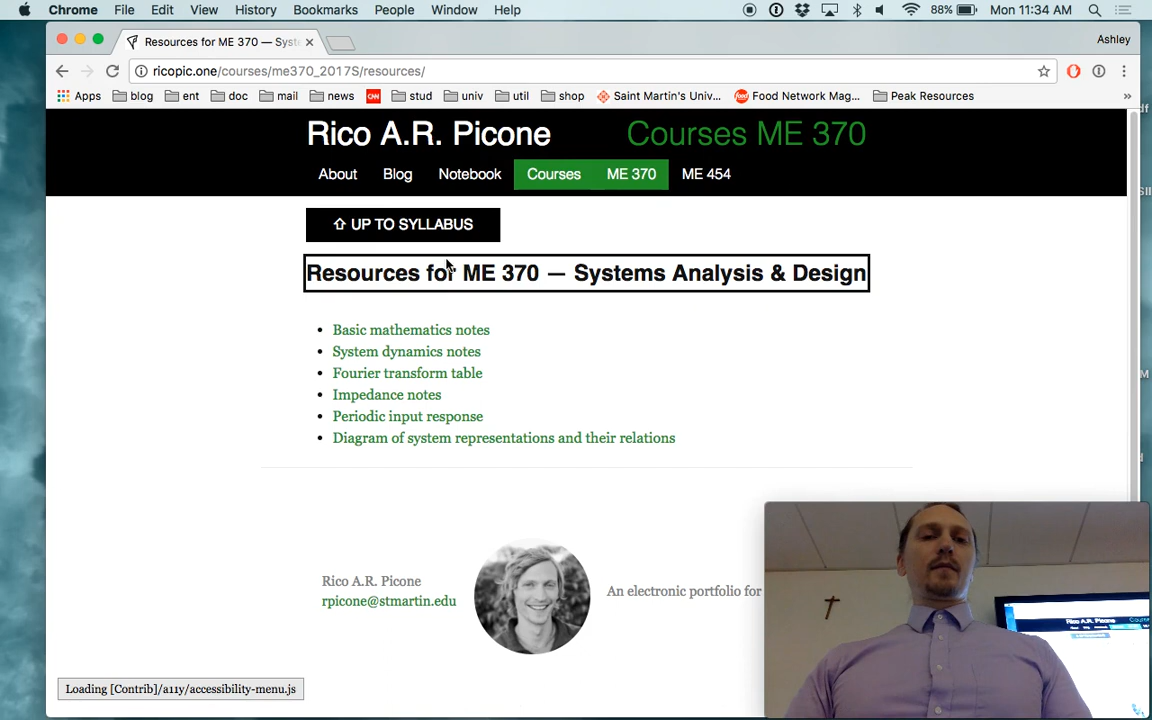 Chrome File Edit View History Bookmarks People Window Help 88% Mon 11:34 AM
Resources for ME 370 — Syste Ashley
ricopic.one/courses/me370_2017S/resources/
Apps blog ent doc mail news CNN stud univ util shop Saint Martin's Univ... food Food Network Mag... Peak Resources »
Rico A.R. Picone Courses ME 370
About Blog Notebook Courses ME 370 ME 454
⇧ UP TO SYLLABUS
Resources for ME 370 — Systems Analysis & Design
• Basic mathematics notes
• System dynamics notes
• Fourier transform table
• Impedance notes
• Periodic input response
• Diagram of system representations and their relations
Rico A.R. Picone
rpicone@stmartin.edu
An electronic portfolio for
Loading [Contrib]/a11y/accessibility-menu.js
Rico A.R. Picone